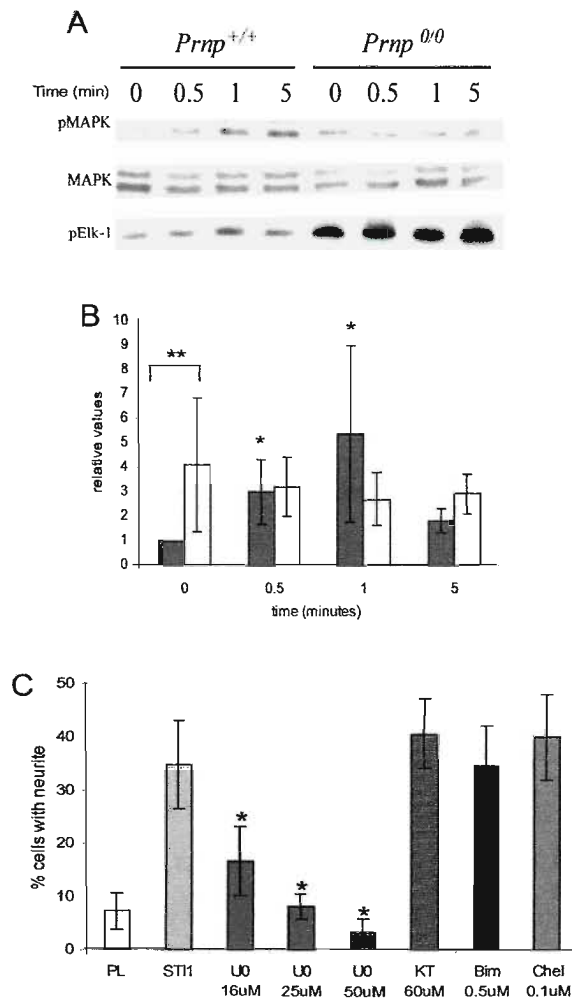 A
Prnp +/+ Prnp 0/0
Time (min) 0 0.5 1 5 0 0.5 1 5
pMAPK
MAPK
pElk-1
B
10
9
8
7
6
5
4
3
2
1
0
relative values
**
*
*
0 0.5 1 5
time (minutes)
C
50
40
30
20
10
0
% cells with neurite
*
*
*
PL STI1 U0 U0 U0 KT Bim Chel
16uM 25uM 50uM 60uM 0.5uM 0.1uM